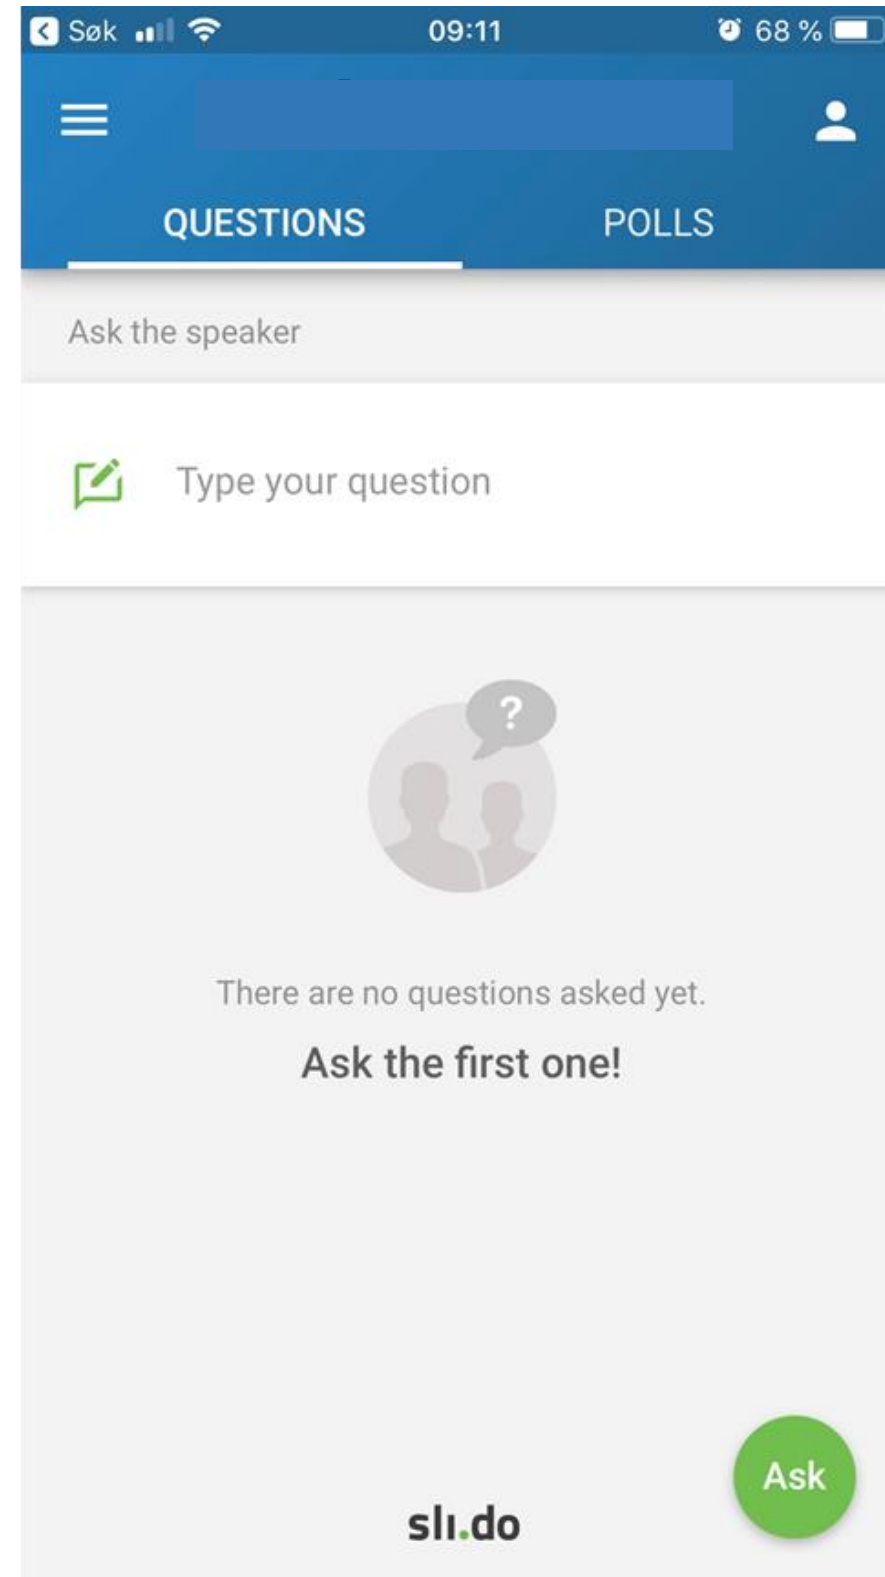 Søk 09:11 68 %
QUESTIONS POLLS
Ask the speaker
Type your question
?
There are no questions asked yet.
Ask the first one!
Ask
slı.do